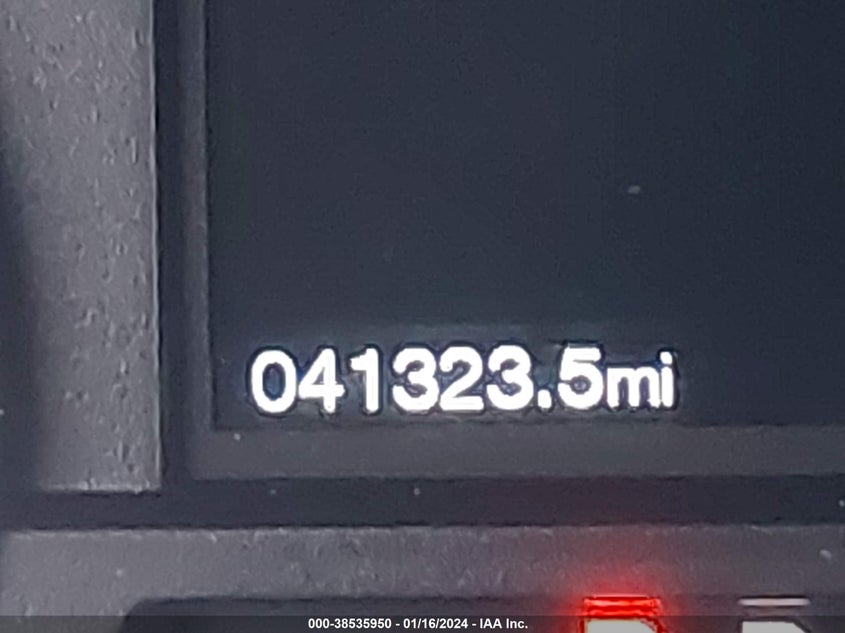 041323.5mi
000-38535950 - 01/16/2024 - IAA Inc.